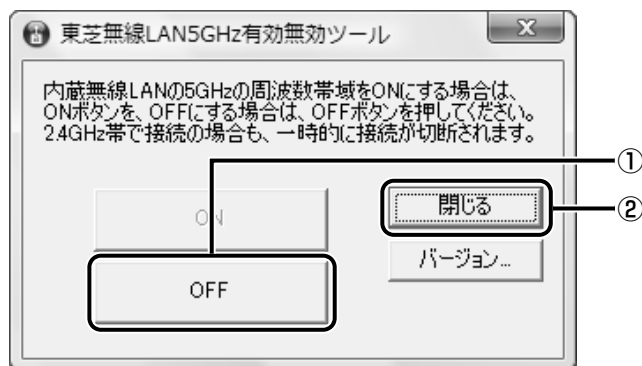 東芝無線LAN5GHz有効無効ツール
X
内蔵無線LANの5GHzの周波数帯域をONにする場合は、
ONボタンを、OFFにする場合は、OFFボタンを押してください。
2.4GHz帯で接続の場合も、一時的に接続が切断されます。
①
ON
閉じる
②
バージョン...
OFF